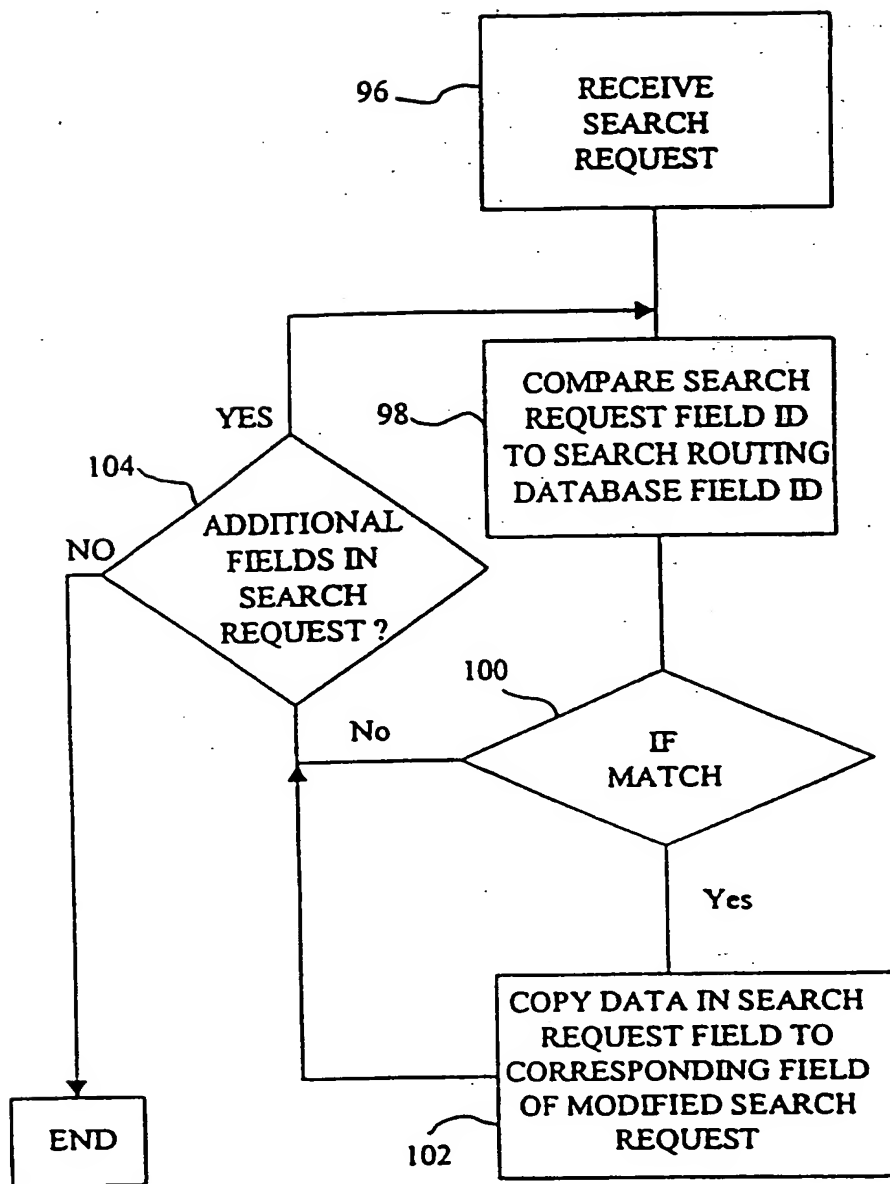 96
RECEIVE
SEARCH
REQUEST
98
COMPARE SEARCH
REQUEST FIELD ID
TO SEARCH ROUTING
DATABASE FIELD ID
YES
104
NO
ADDITIONAL
FIELDS IN
SEARCH
REQUEST ?
100
No
IF
MATCH
Yes
COPY DATA IN SEARCH
REQUEST FIELD TO
CORRESPONDING FIELD
OF MODIFIED SEARCH
REQUEST
102
END